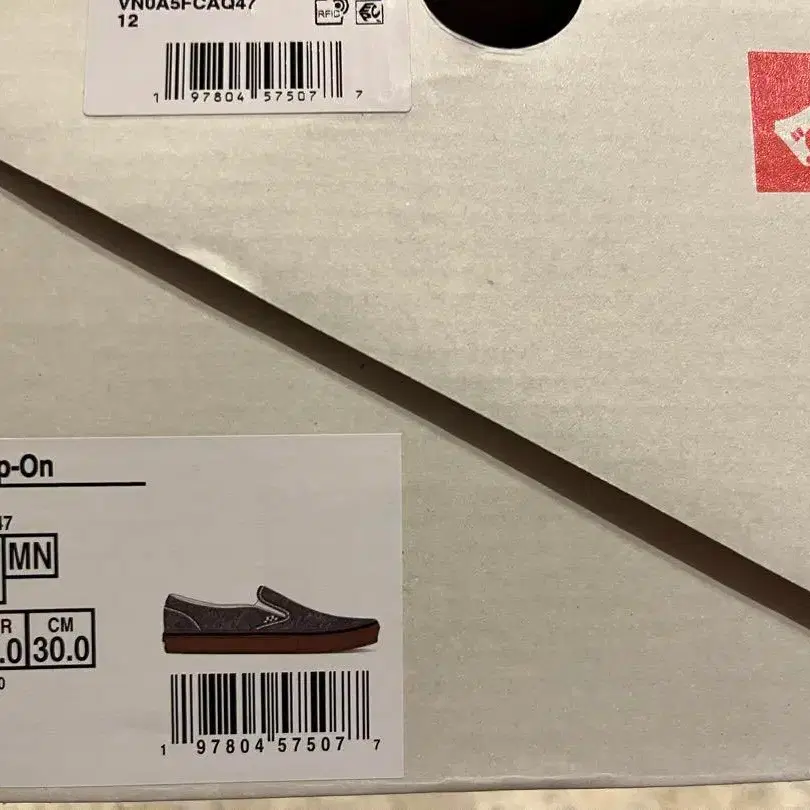 VN0A5FCAQ47
12
RFID
1 97804 57507 7
p-On
47
MN
R CM
.0 30.0
0
1 97804 57507 7